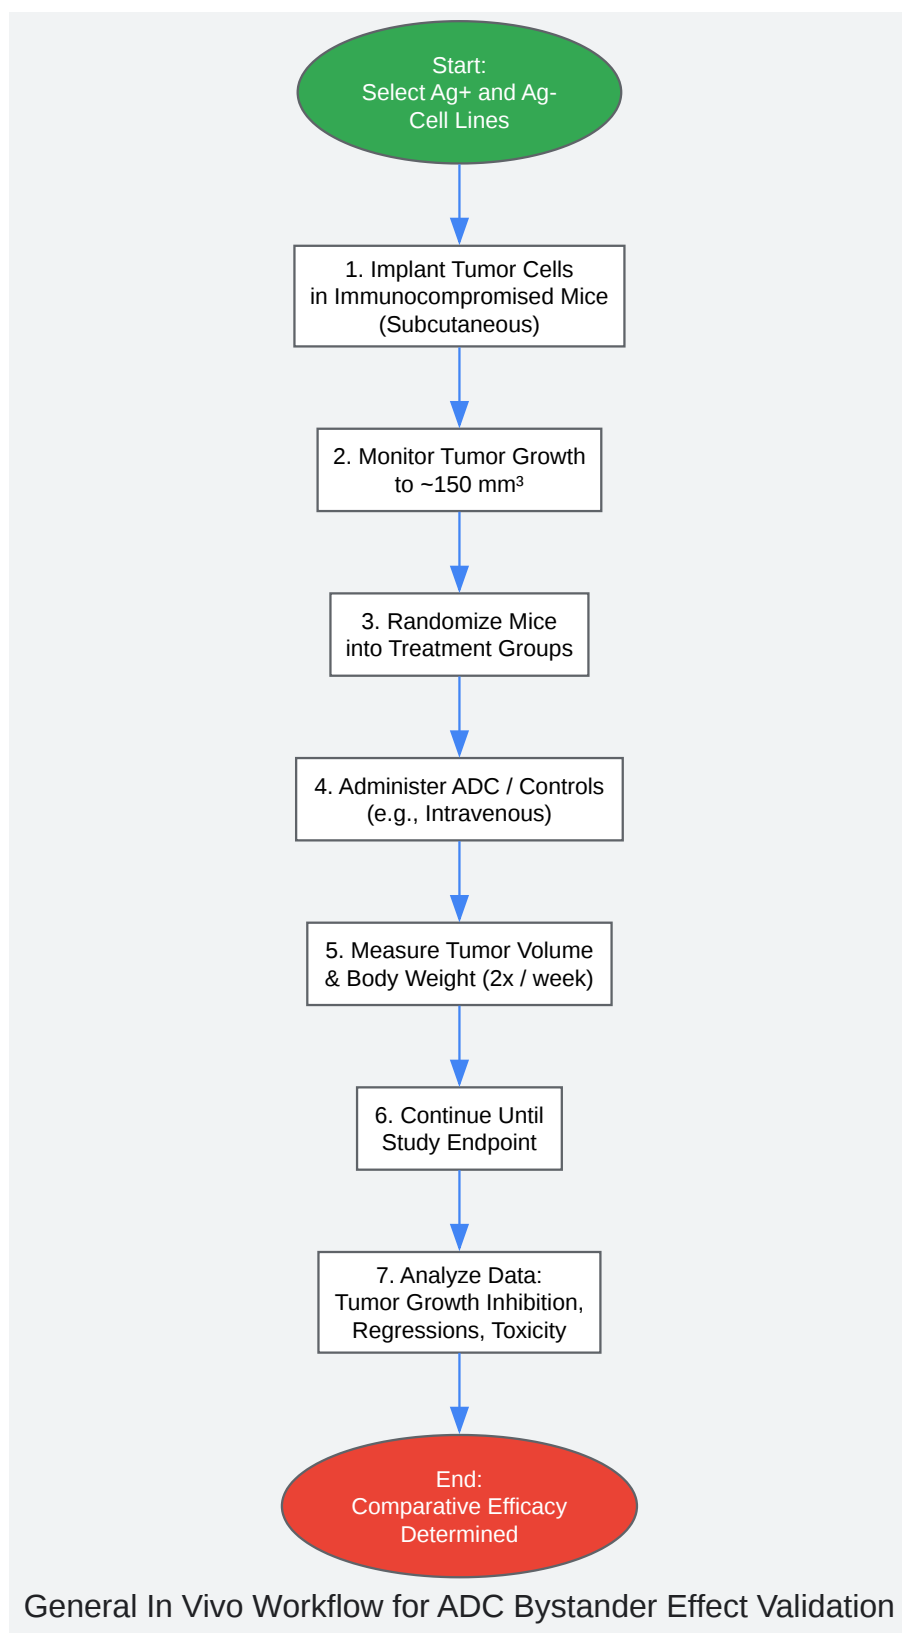 Start:
Select Ag+ and Ag-
Cell Lines
1. Implant Tumor Cells
in Immunocompromised Mice
(Subcutaneous)
2. Monitor Tumor Growth
to ~150 mm³
3. Randomize Mice
into Treatment Groups
4. Administer ADC / Controls
(e.g., Intravenous)
5. Measure Tumor Volume
& Body Weight (2x / week)
6. Continue Until
Study Endpoint
7. Analyze Data:
Tumor Growth Inhibition,
Regressions, Toxicity
End:
Comparative Efficacy
Determined
General In Vivo Workflow for ADC Bystander Effect Validation